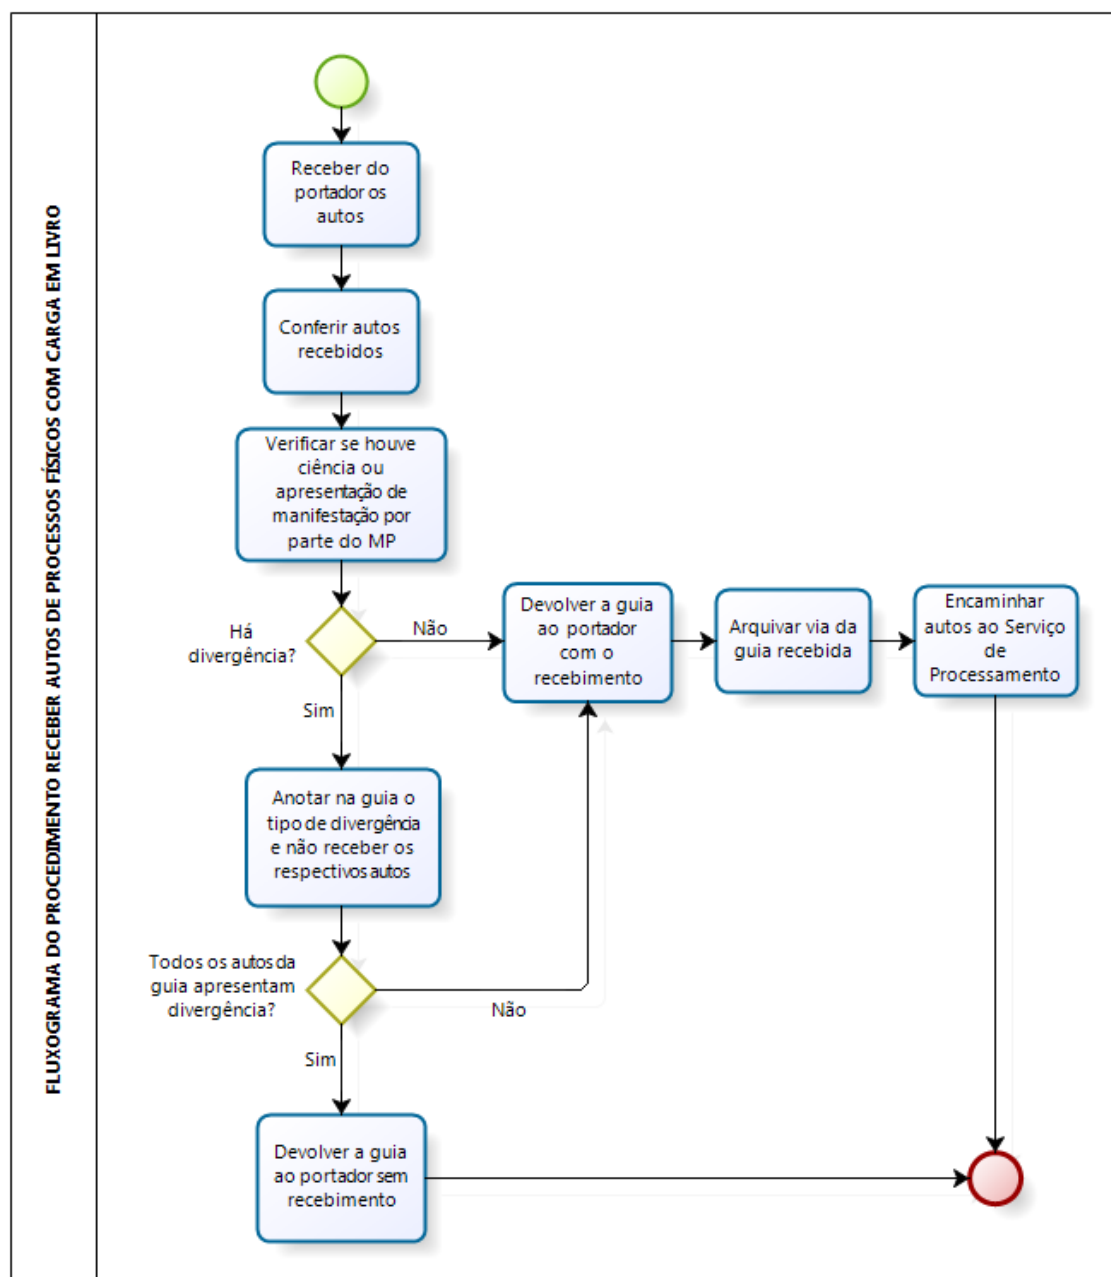 FLUXOGRAMA DO PROCEDIMENTO RECEBER AUTOS DE PROCESSOS FÍSICOS COM CARGA EM LIVRO
Receber do
portador os
autos
Conferir autos
recebidos
Verificar se houve
ciência ou
apresentação de
manifestação por
parte do MP
Há
divergência?
Não
Devolver a guia
ao portador
com o
recebimento
Arquivar via da
guia recebida
Encaminhar
autos ao Serviço
de
Processamento
Sim
Anotar na guia o
tipo de divergência
e não receber os
respectivos autos
Todos os autos da
guia apresentam
divergência?
Não
Sim
Devolver a guia
ao portador sem
recebimento